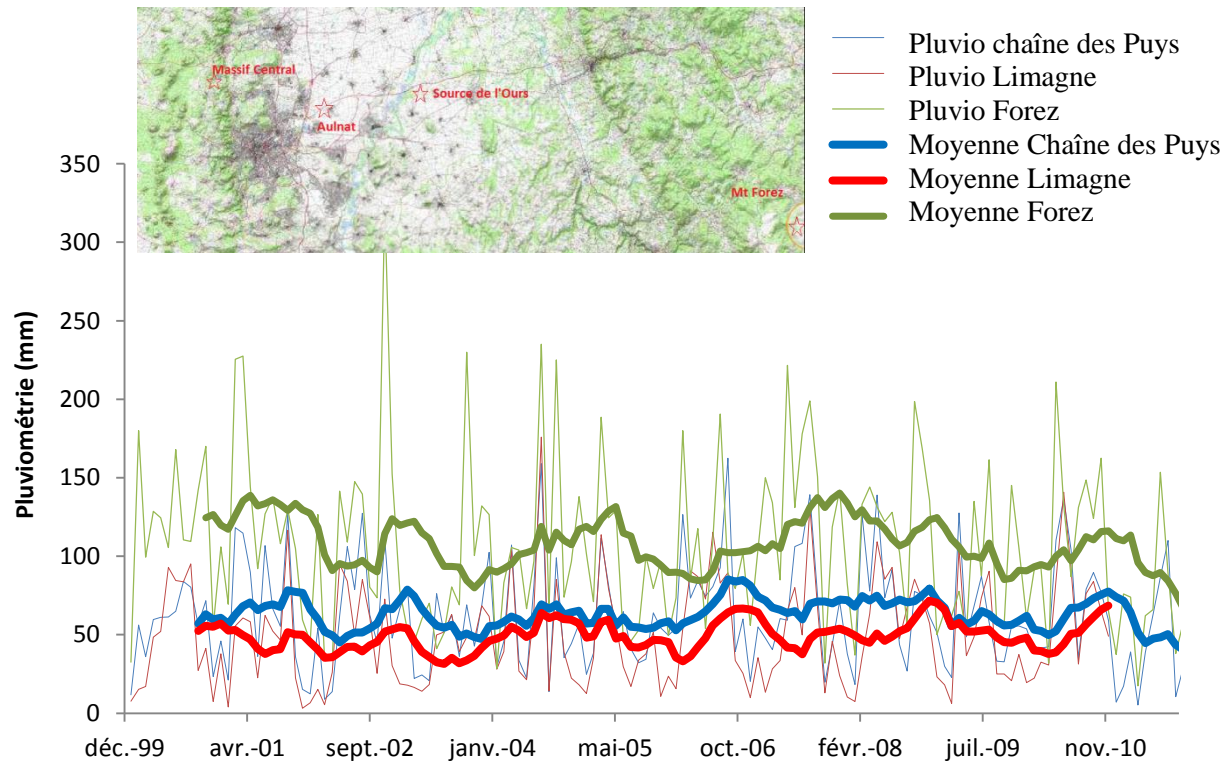 Massif Central
Source de l'Ours
Aulnat
Mt Forez
Pluvio chaîne des Puys
Pluvio Limagne
Pluvio Forez
Moyenne Chaîne des Puys
Moyenne Limagne
Moyenne Forez
Pluviométrie (mm)
350
300
250
200
150
100
50
0
déc.-99 avr.-01 sept.-02 janv.-04 mai-05 oct.-06 févr.-08 juil.-09 nov.-10